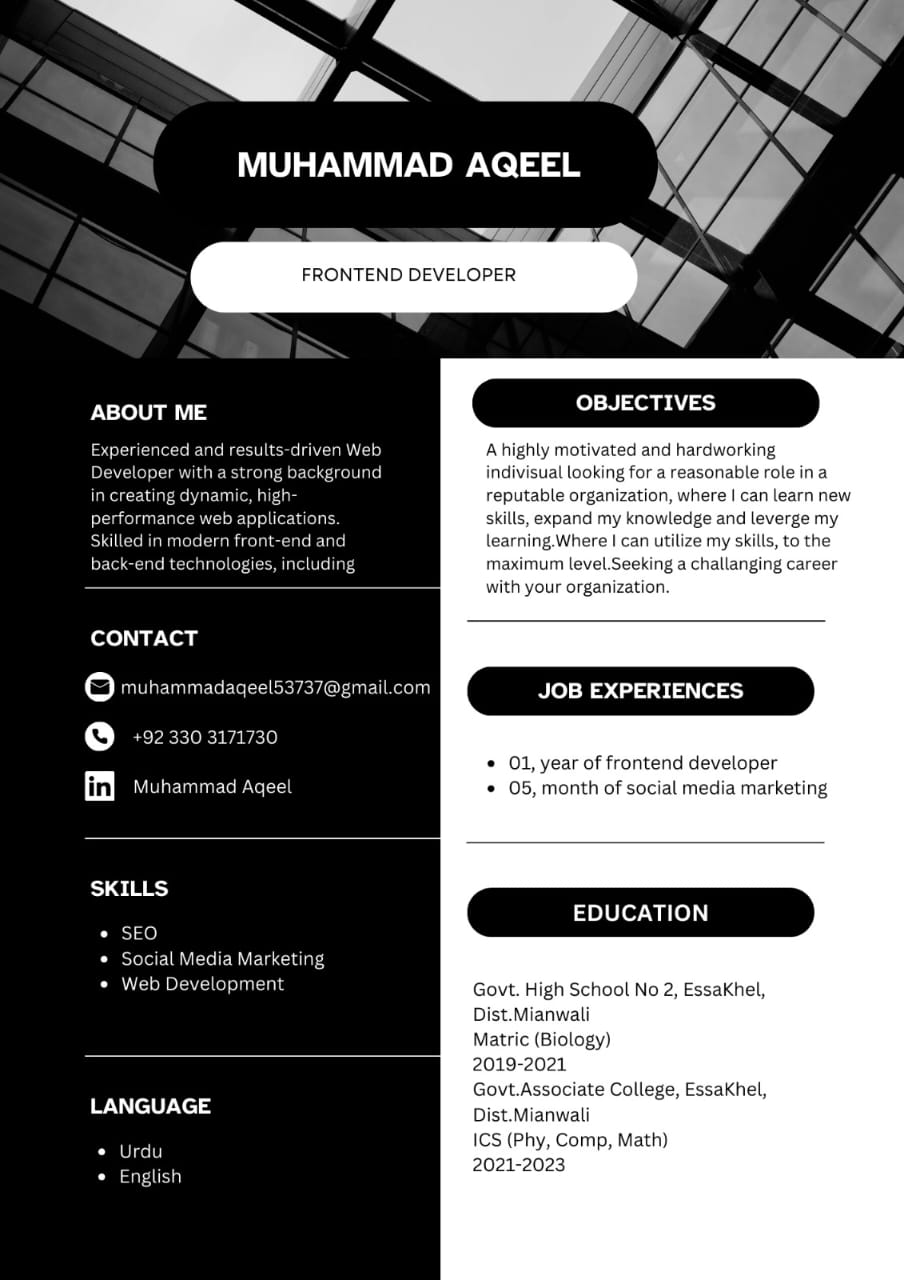 MUHAMMAD AQEEL
FRONTEND DEVELOPER
ABOUT ME
Experienced and results-driven Web
Developer with a strong background
in creating dynamic, high-
performance web applications.
Skilled in modern front-end and
back-end technologies, including
CONTACT
muhammadaqeel53737@gmail.com
+92 330 3171730
in Muhammad Aqeel
SKILLS
• SEO
• Social Media Marketing
• Web Development
LANGUAGE
• Urdu
• English
OBJECTIVES
A highly motivated and hardworking
indivisual looking for a reasonable role in a
reputable organization, where I can learn new
skills, expand my knowledge and leverge my
learning.Where I can utilize my skills, to the
maximum level.Seeking a challanging career
with your organization.
JOB EXPERIENCES
• 01, year of frontend developer
• 05, month of social media marketing
EDUCATION
Govt. High School No 2, EssaKhel,
Dist.Mianwali
Matric (Biology)
2019-2021
Govt.Associate College, EssaKhel,
Dist.Mianwali
ICS (Phy, Comp, Math)
2021-2023